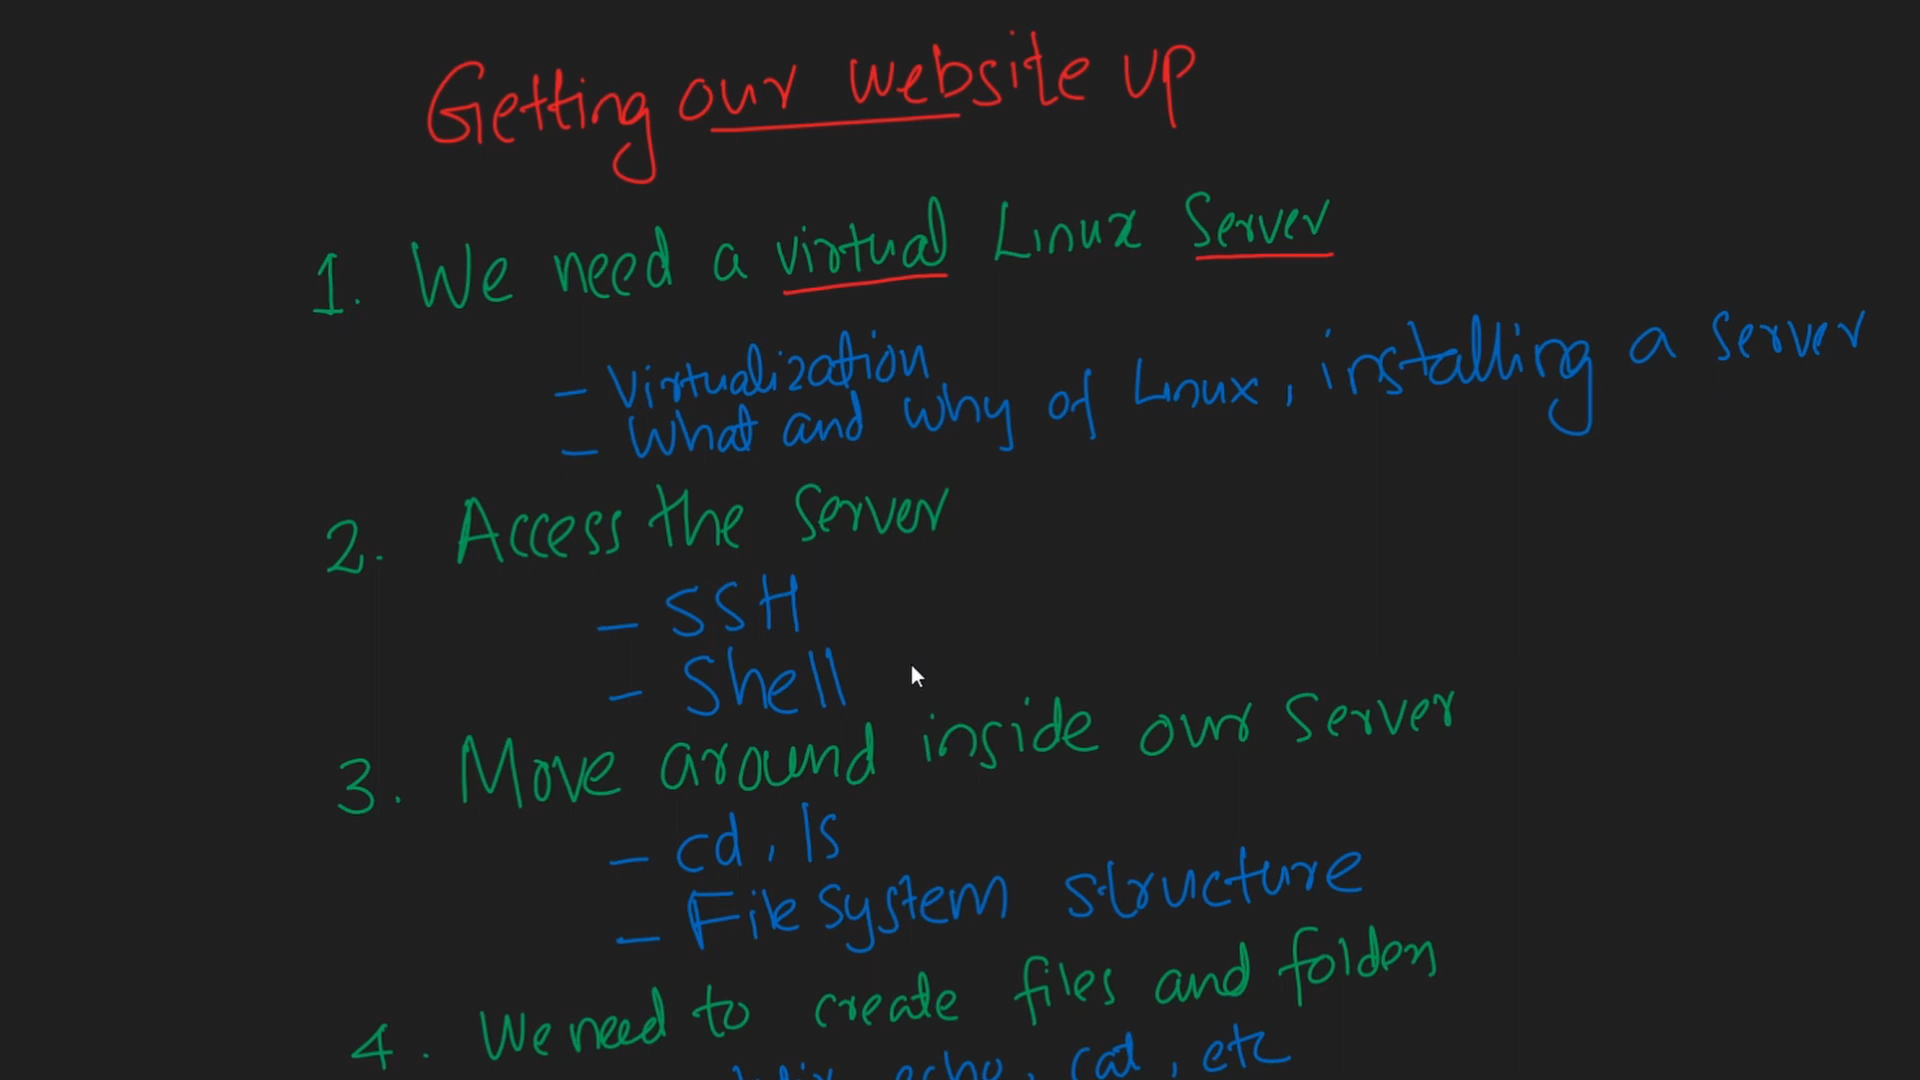 Getting our website up
1. We need a virtual Linux Server
- Virtualization
- What and why of Linux, installing a server
2. Access the server
- SSH
- Shell
3. Move around inside our server
- cd, ls
- File system structure
4. We need to create files and folders
echo, cat, etc